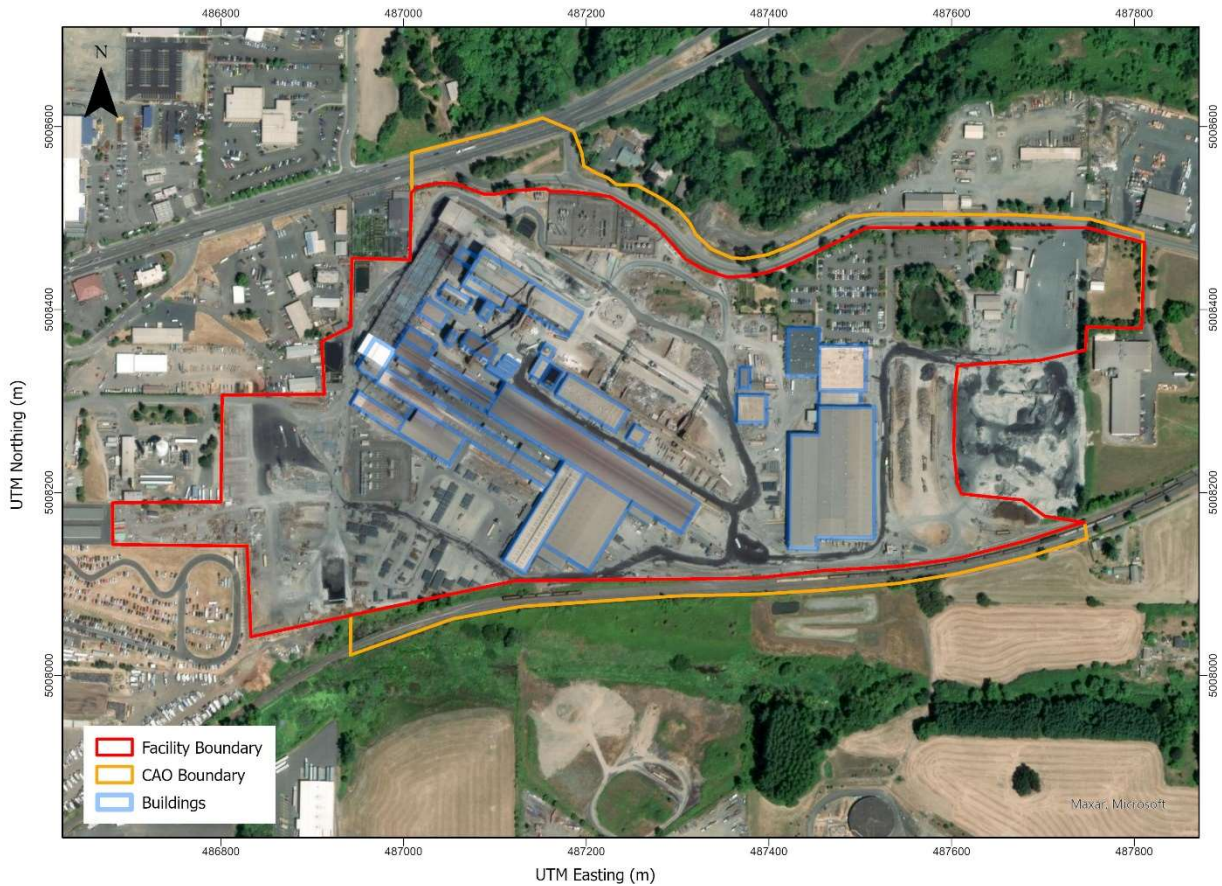 486800 487000 487200 487400 487600 487800
N
5008600 5008600
5008400 5008400
5008200 5008200
5008000 5008000
UTM Northing (m)
Facility Boundary
CAO Boundary
Buildings
Maxar, Microsoft
486800 487000 487200 487400 487600 487800
UTM Easting (m)